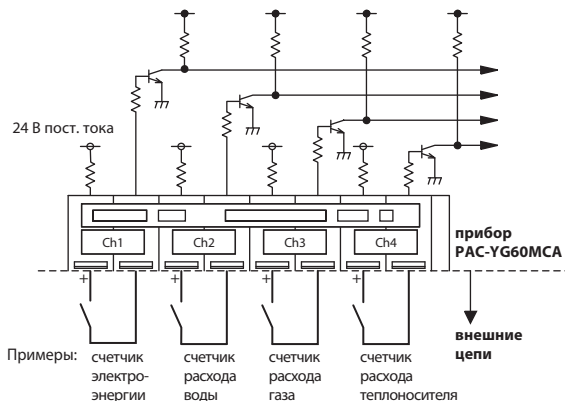 24 В пост. тока
Ch1 Ch2 Ch3 Ch4
прибор
PAC-YG60MCA
+ + + +
внешние
цепи
Примеры: счетчик счетчик счетчик счетчик
электро- расхода расхода расхода
энергии воды газа теплоносителя